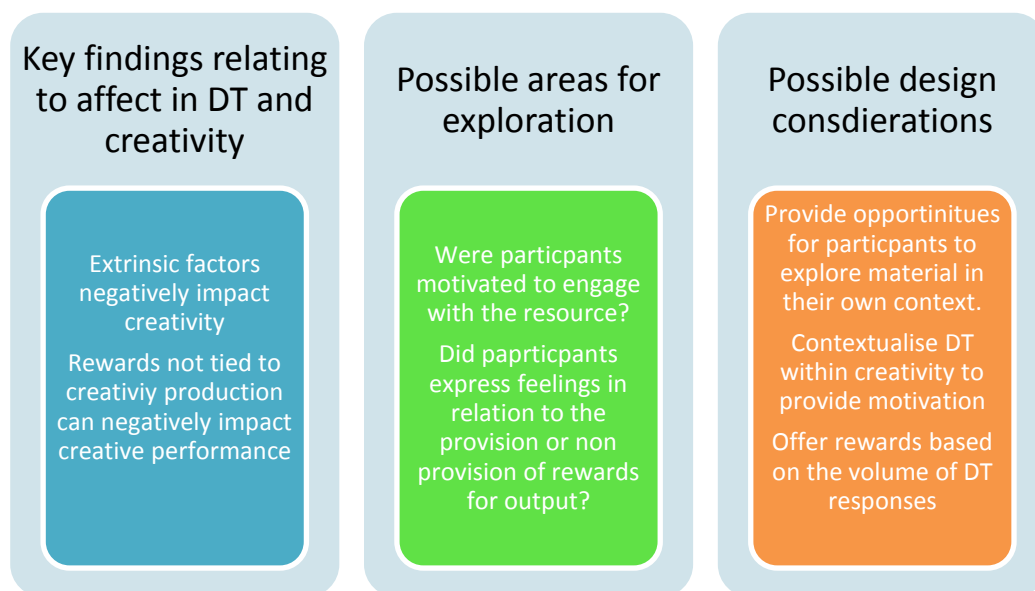 Key findings relating
to affect in DT and
creativity
Extrinsic factors
negatively impact
creativity
Rewards not tied to
creativiy production
can negatively impact
creative performance
Possible areas for
exploration
Were particpants
motivated to engage
with the resource?
Did paprticpants
express feelings in
relation to the
provision or non
provision of rewards
for output?
Possible design
consdierations
Provide opportinitues
for particpants to
explore material in
their own context.
Contextualise DT
within creativity to
provide motivation
Offer rewards based
on the volume of DT
responses